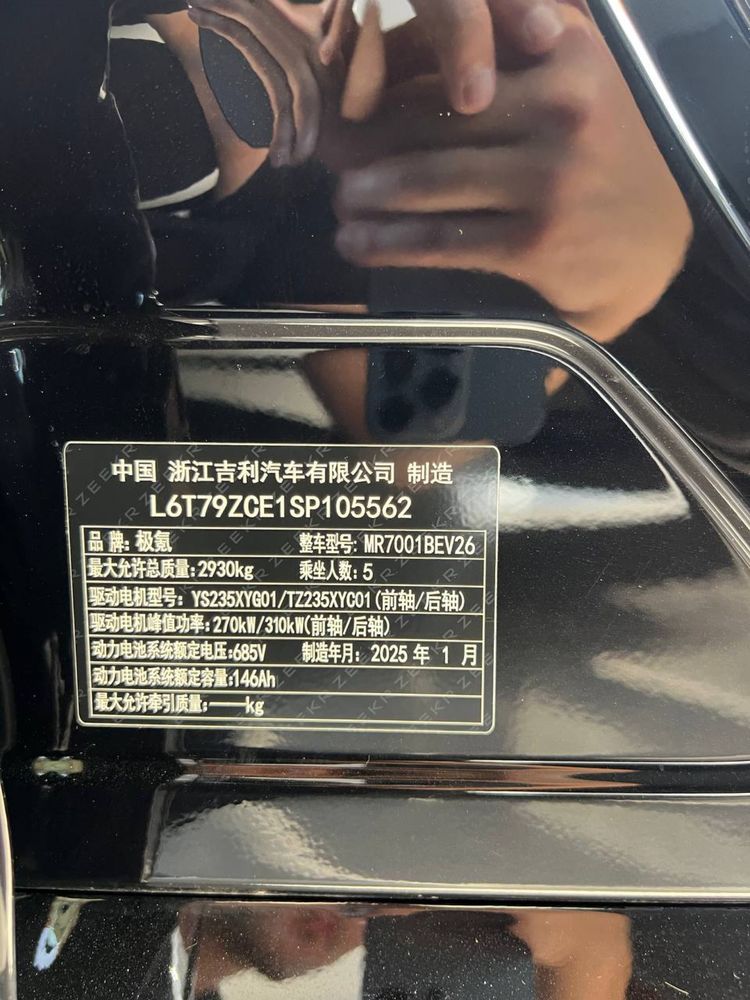 中国 浙江吉利汽车有限公司 制造
L6T79ZCE1SP105562
品 牌:极氪 整车型号: MR7001BEV26
最大允许总质量:2930kg 乘坐人数: 5
驱动电机型号: YS235XYG01/TZ235XYC01(前轴/后轴)
驱动电机峰值功率:270kW/310kW(前轴/后轴)
动力电池系统额定电压:685V 制造年月: 2025 年 1 月
动力电池系统额定容量:146Ah
最大允许牵引质量:——kg